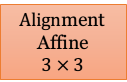 Alignment
Affine
3 × 3